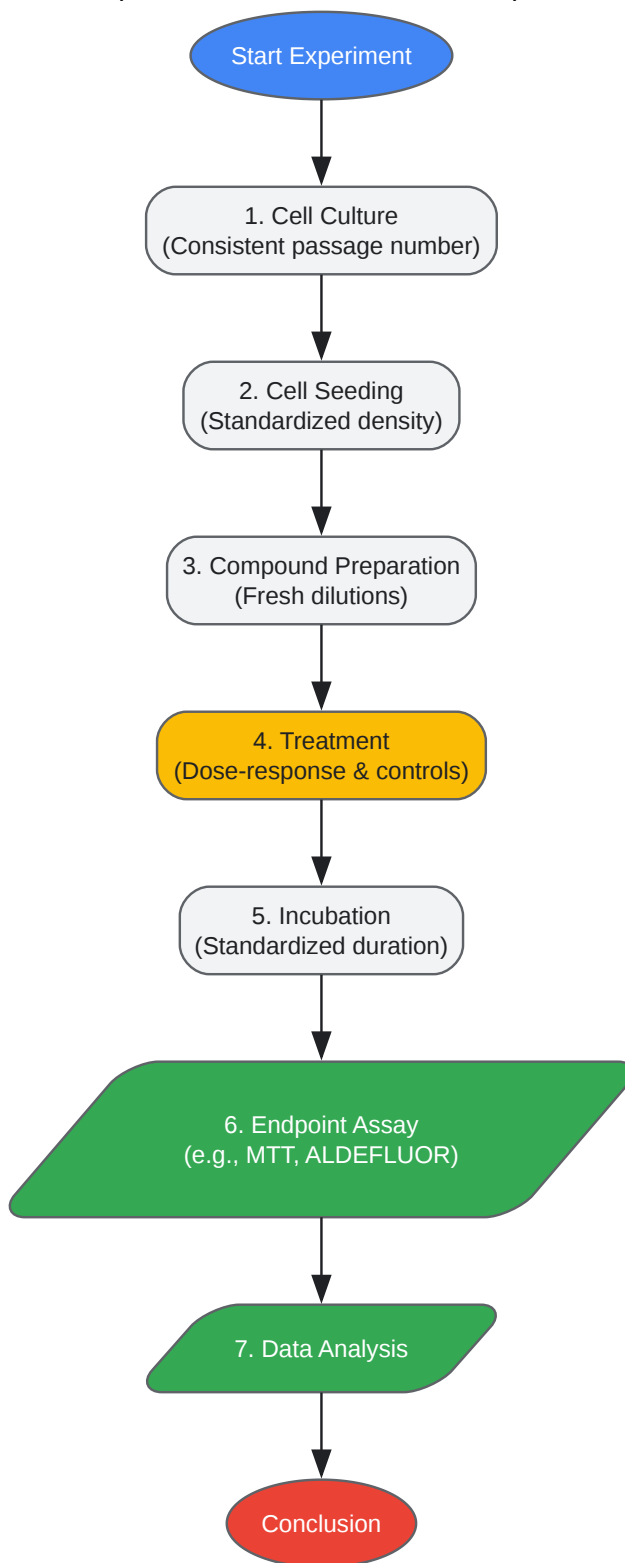 Start Experiment
1. Cell Culture
(Consistent passage number)
2. Cell Seeding
(Standardized density)
3. Compound Preparation
(Fresh dilutions)
4. Treatment
(Dose-response & controls)
5. Incubation
(Standardized duration)
6. Endpoint Assay
(e.g., MTT, ALDEFLUOR)
7. Data Analysis
Conclusion